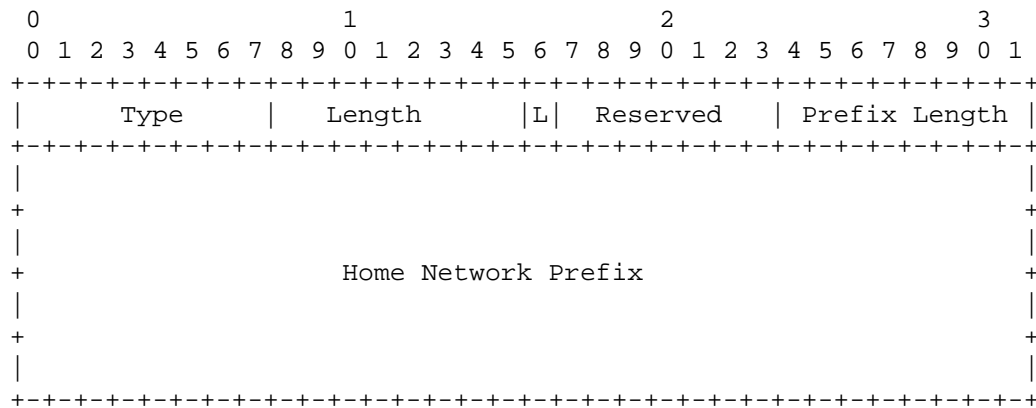 0                   1                   2                   3
 0 1 2 3 4 5 6 7 8 9 0 1 2 3 4 5 6 7 8 9 0 1 2 3 4 5 6 7 8 9 0 1
+-+-+-+-+-+-+-+-+-+-+-+-+-+-+-+-+-+-+-+-+-+-+-+-+-+-+-+-+-+-+-+-+
|      Type     |   Length      |L|  Reserved   | Prefix Length |
+-+-+-+-+-+-+-+-+-+-+-+-+-+-+-+-+-+-+-+-+-+-+-+-+-+-+-+-+-+-+-+-+
|                                                               |
+                                                               +
|                                                               |
+                    Home Network Prefix                        +
|                                                               |
+                                                               +
|                                                               |
+-+-+-+-+-+-+-+-+-+-+-+-+-+-+-+-+-+-+-+-+-+-+-+-+-+-+-+-+-+-+-+-+